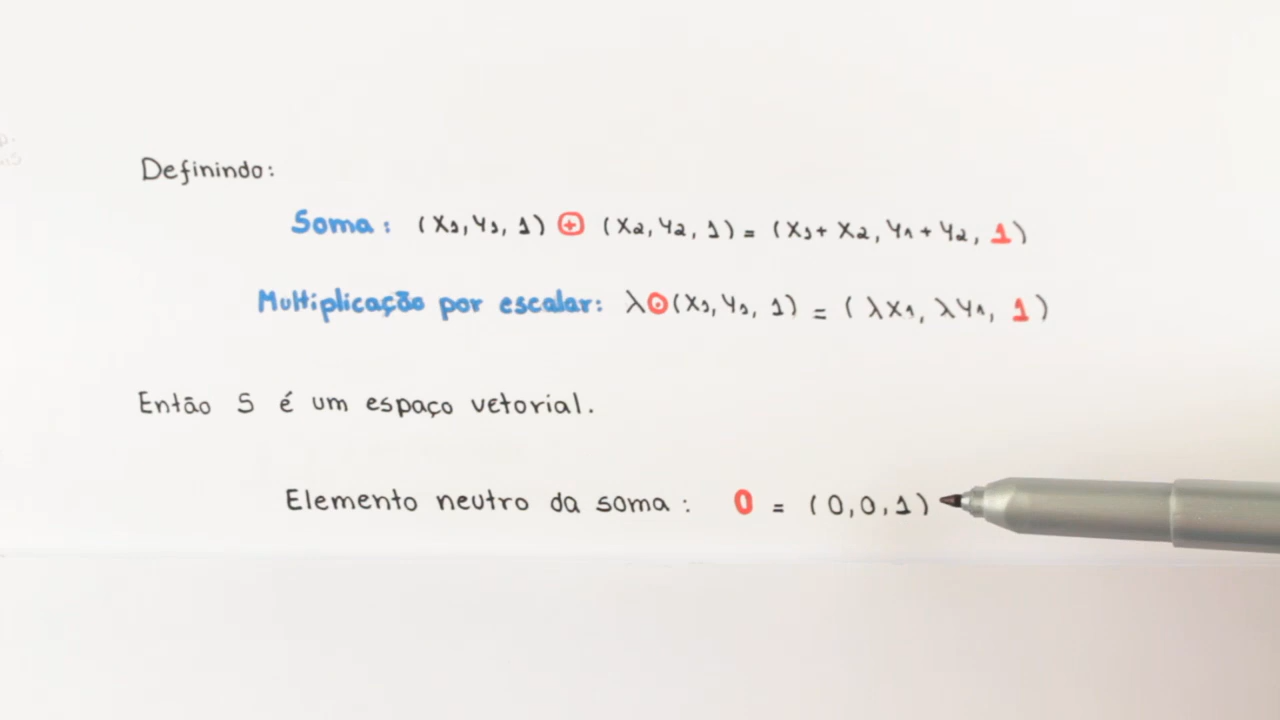 Definindo:
Soma: (x₁, y₁, 1) ⊕ (x₂, y₂, 1) = (x₁ + x₂, y₁ + y₂, 1)
Multiplicação por escalar: λ⊙(x₁, y₁, 1) = (λx₁, λy₁, 1)
Então S é um espaço vetorial.
Elemento neutro da soma: 0 = (0,0,1)